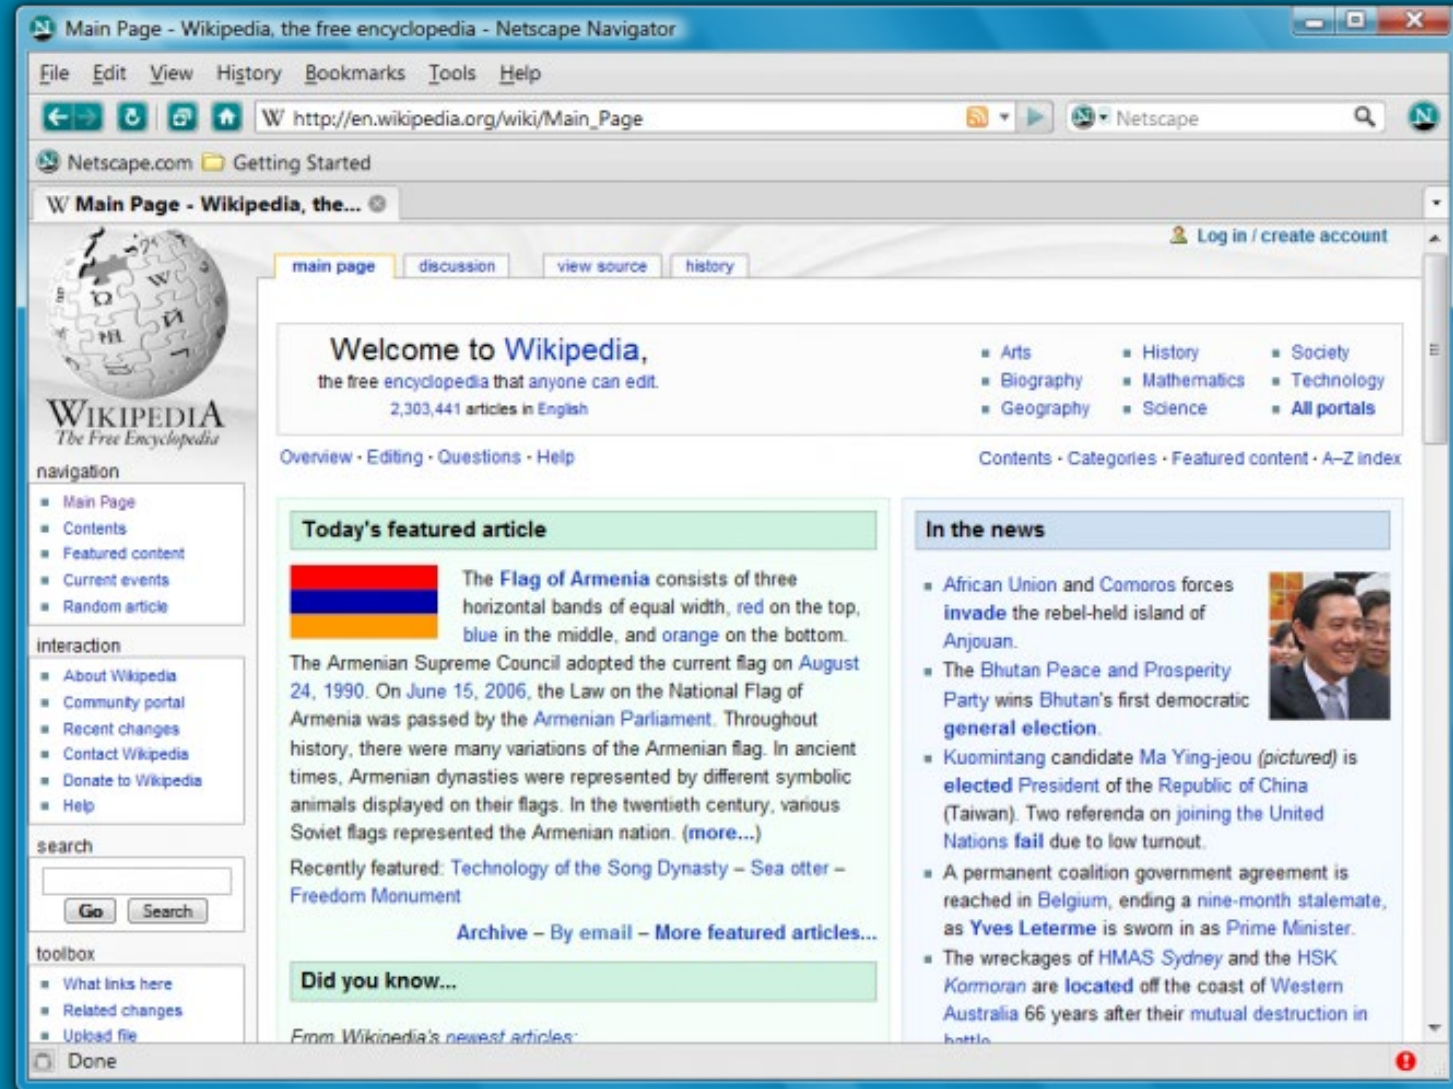 Main Page - Wikipedia, the free encyclopedia - Netscape Navigator
File Edit View History Bookmarks Tools Help
W http://en.wikipedia.org/wiki/Main_Page
Netscape
N
Netscape.com Getting Started
W Main Page - Wikipedia, the...
Log in / create account
main page discussion view source history
WIKIPEDIA
The Free Encyclopedia
navigation
Main Page
Contents
Featured content
Current events
Random article
interaction
About Wikipedia
Community portal
Recent changes
Contact Wikipedia
Donate to Wikipedia
Help
search
Go Search
toolbox
What links here
Related changes
Upload file
Welcome to Wikipedia,
the free encyclopedia that anyone can edit.
2,303,441 articles in English
Arts
Biography
Geography
History
Mathematics
Science
Society
Technology
All portals
Overview · Editing · Questions · Help
Contents · Categories · Featured content · A–Z index
Today's featured article
The Flag of Armenia consists of three
horizontal bands of equal width, red on the top,
blue in the middle, and orange on the bottom.
The Armenian Supreme Council adopted the current flag on August
24, 1990. On June 15, 2006, the Law on the National Flag of
Armenia was passed by the Armenian Parliament. Throughout
history, there were many variations of the Armenian flag. In ancient
times, Armenian dynasties were represented by different symbolic
animals displayed on their flags. In the twentieth century, various
Soviet flags represented the Armenian nation. (more...)
Recently featured: Technology of the Song Dynasty – Sea otter –
Freedom Monument
Archive – By email – More featured articles...
Did you know...
From Wikipedia's newest articles:
In the news
African Union and Comoros forces
invade the rebel-held island of
Anjouan.
The Bhutan Peace and Prosperity
Party wins Bhutan's first democratic
general election.
Kuomintang candidate Ma Ying-jeou (pictured) is
elected President of the Republic of China
(Taiwan). Two referenda on joining the United
Nations fail due to low turnout.
A permanent coalition government agreement is
reached in Belgium, ending a nine-month stalemate,
as Yves Leterme is sworn in as Prime Minister.
The wreckages of HMAS Sydney and the HSK
Kormoran are located off the coast of Western
Australia 66 years after their mutual destruction in
battle
Done